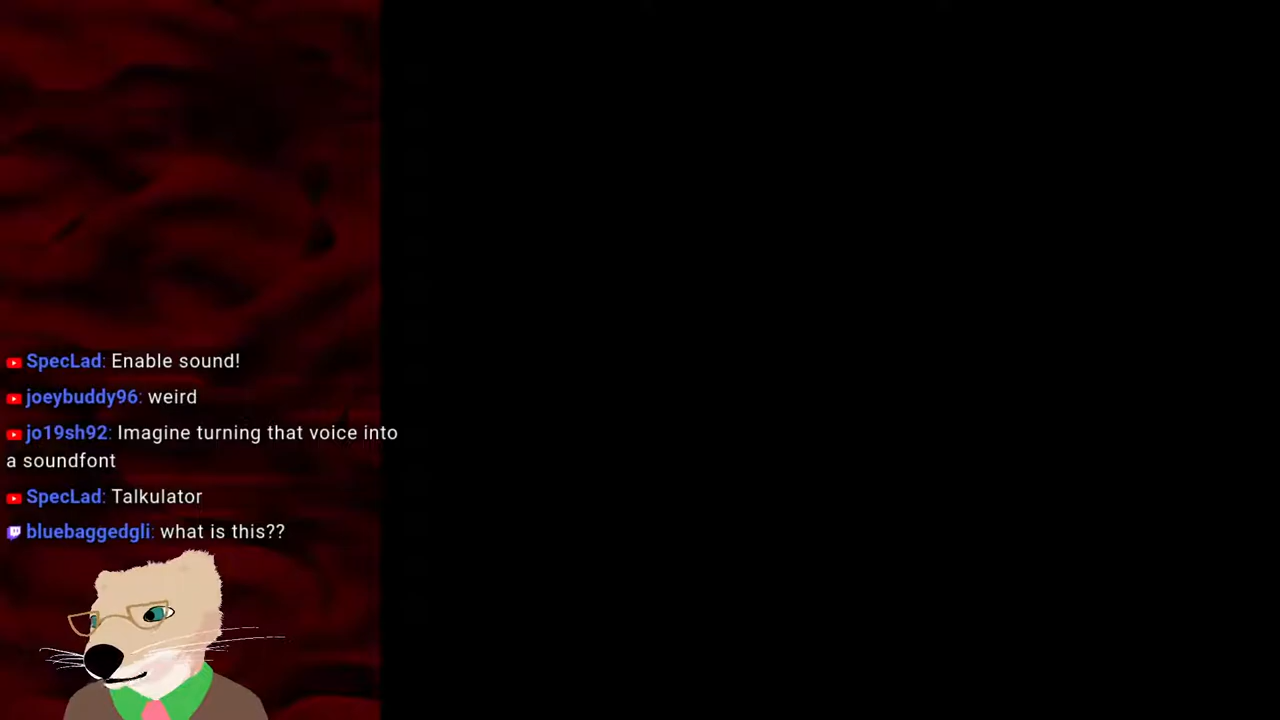 SpecLad: Enable sound!
joeybuddy96: weird
jo19sh92: Imagine turning that voice into
a soundfont
SpecLad: Talkulator
bluebaggedgli: what is this??